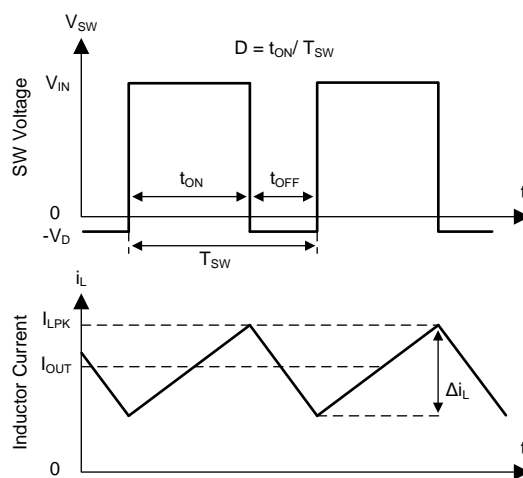 V_SW
D = t_ON/ T_SW
V_IN
SW Voltage
t_ON
t_OFF
t
0
-V_D
T_SW
i_L
I_LPK
I_OUT
Inductor Current
Δi_L
t
0